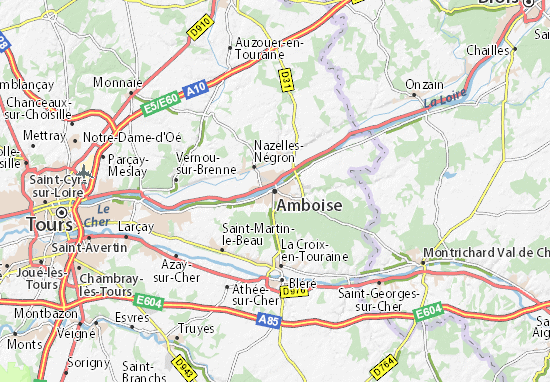 D910
Auzouer-en-
Touraine
D31
Blois
Chailles
Onzain
La Loire
Monnaie
E5/E60
A10
Chanceaux-
sur-Choisille
Mettray
Notre-Dame-d'Oé
Parçay-
Meslay
Vernou-
sur-Brenne
Nazelles-
Négron
Saint-Cyr-
sur-Loire
Tours
Le
Cher
Larçay
Amboise
Saint-Martin-
le-Beau
La Croix-
en-Touraine
Saint-Avertin
Azay-
sur-Cher
Montrichard Val de Ch
Joué-lès-
Tours
Chambray-
lès-Tours
Athée-
sur-Cher
Bléré
D976
Saint-Georges-
sur-Cher
E604
E604
Montbazon
Veigné
Esvres
Truyes
A85
Monts
Sorigny
Saint-
Branchs
D943
D764